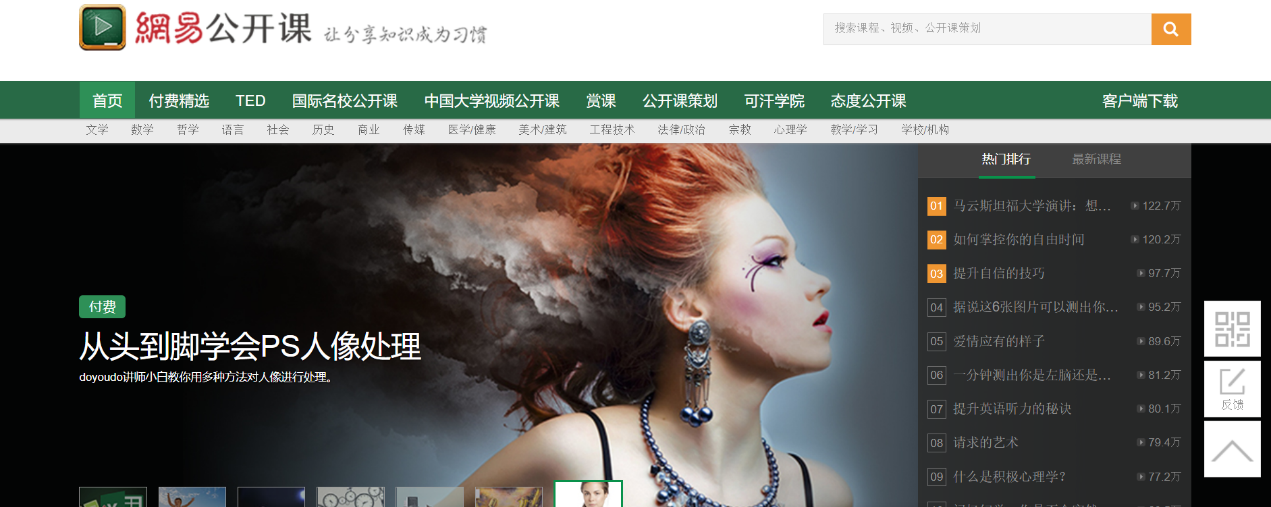 網易公开课 让分享知识成为习惯
搜索课程、视频、公开课策划
首页 付费精选 TED 国际名校公开课 中国大学视频公开课 赏课 公开课策划 可汗学院 态度公开课 客户端下载
文学 数学 哲学 语言 社会 历史 商业 传媒 医学/健康 美术/建筑 工程技术 法律/政治 宗教 心理学 教学/学习 学校/机构
热门排行 最新课程
01 马云斯坦福大学演讲：想... 122.7万
02 如何掌控你的自由时间 120.2万
03 提升自信的技巧 97.7万
04 据说这6张图片可以测出你... 95.2万
05 爱情应有的样子 89.6万
06 一分钟测出你是左脑还是... 81.2万
07 提升英语听力的秘诀 80.1万
08 请求的艺术 79.4万
09 什么是积极心理学? 77.2万
付费
从头到脚学会PS人像处理
doyoudo讲师小白教你用多种方法对人像进行处理。
反馈